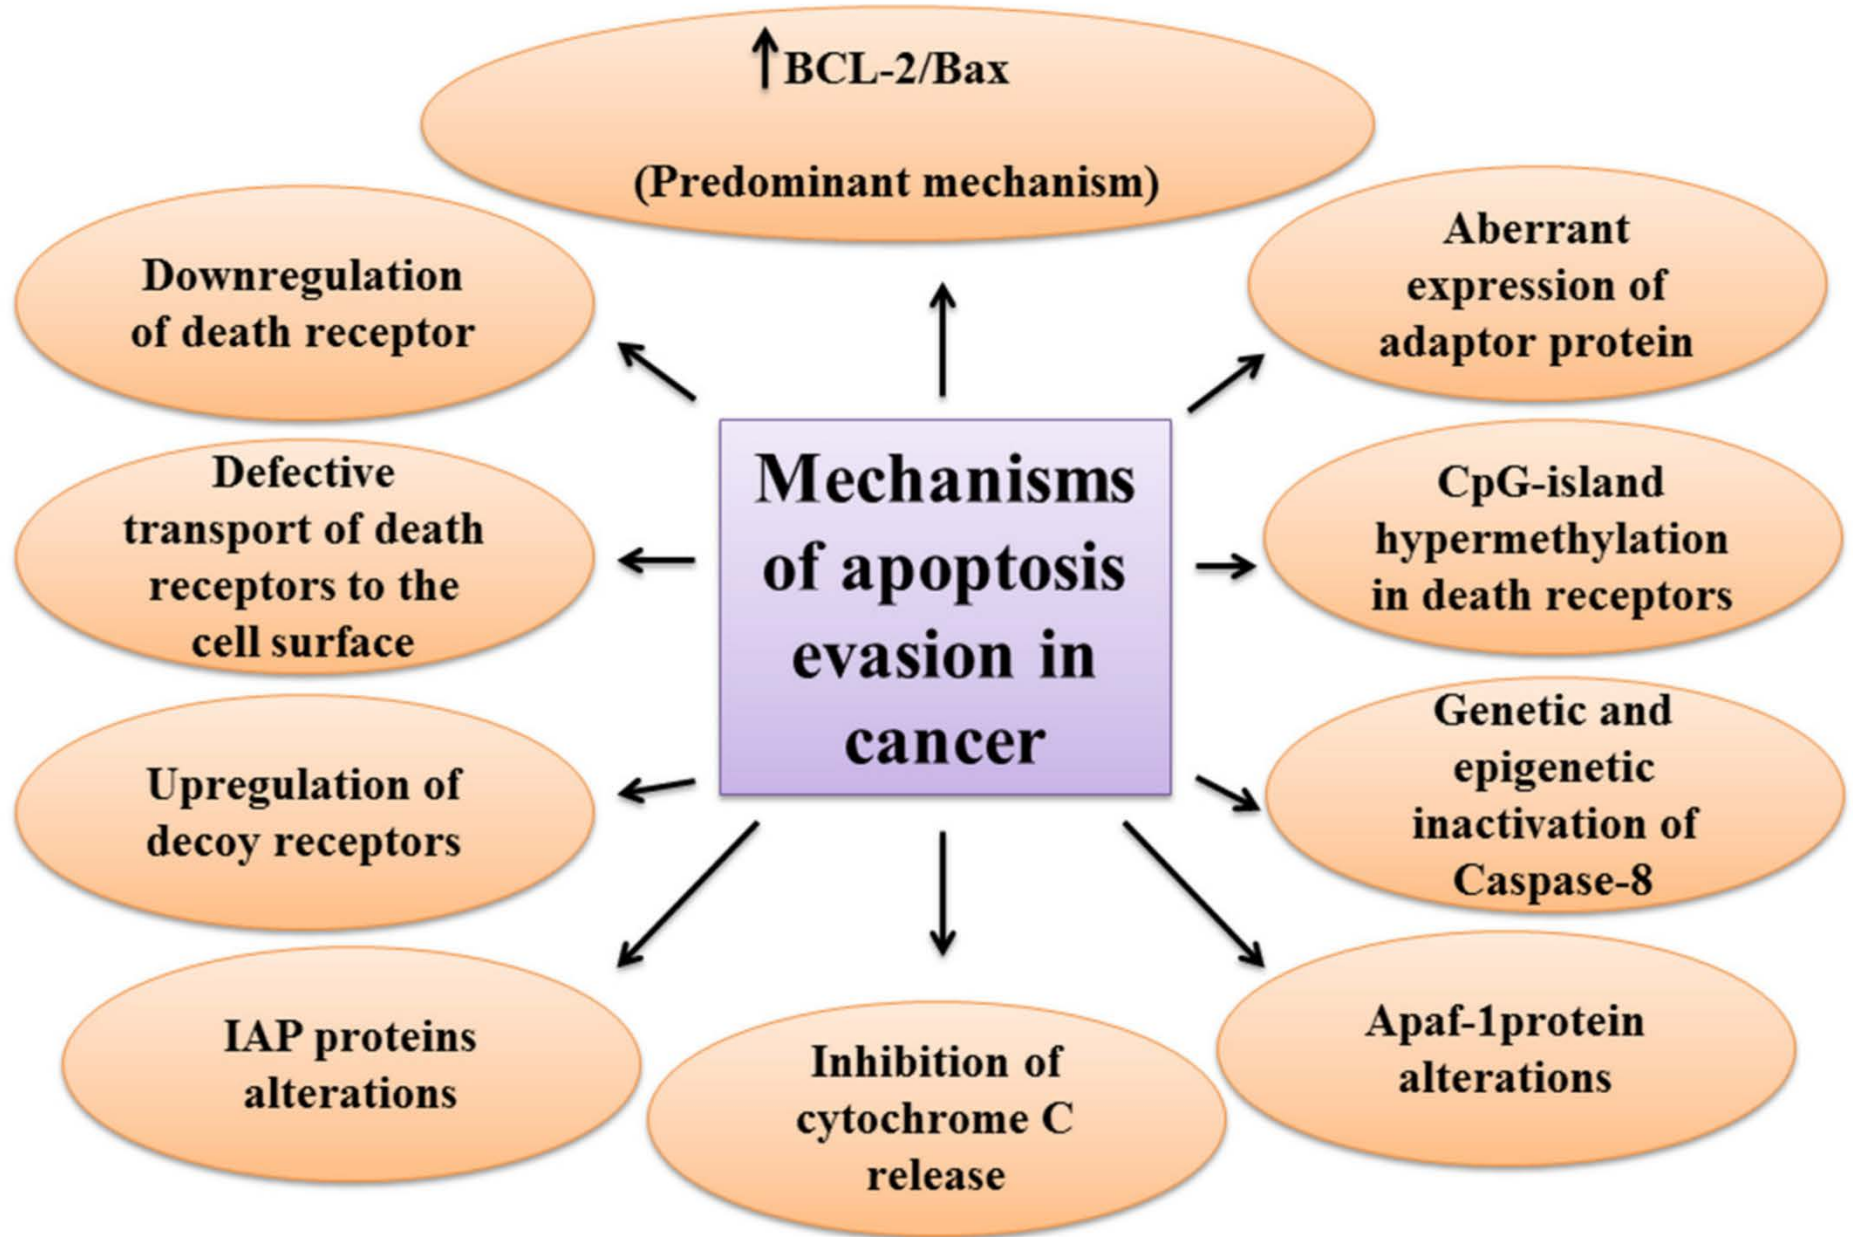 ↑BCL-2/Bax
(Predominant mechanism)
Downregulation
of death receptor
Aberrant
expression of
adaptor protein
Mechanisms
of apoptosis
evasion in
cancer
Defective
transport of death
receptors to the
cell surface
CpG-island
hypermethylation
in death receptors
Upregulation of
decoy receptors
Genetic and
epigenetic
inactivation of
Caspase-8
IAP proteins
alterations
Inhibition of
cytochrome C
release
Apaf-1protein
alterations